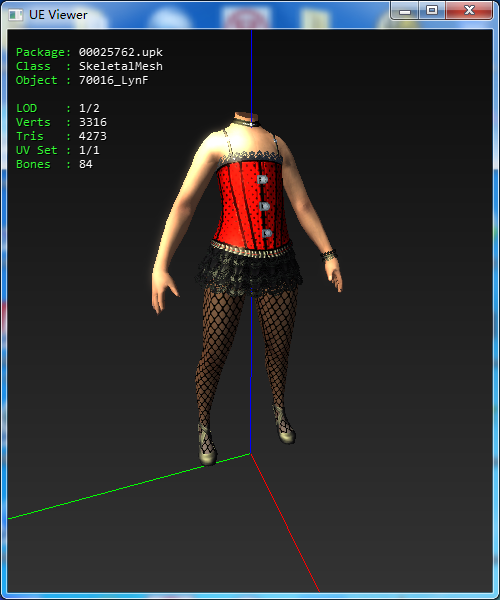 UE Viewer
Package: 00025762.upk
Class : SkeletalMesh
Object : 70016_LynF
LOD : 1/2
Verts : 3316
Tris : 4273
UV Set : 1/1
Bones : 84